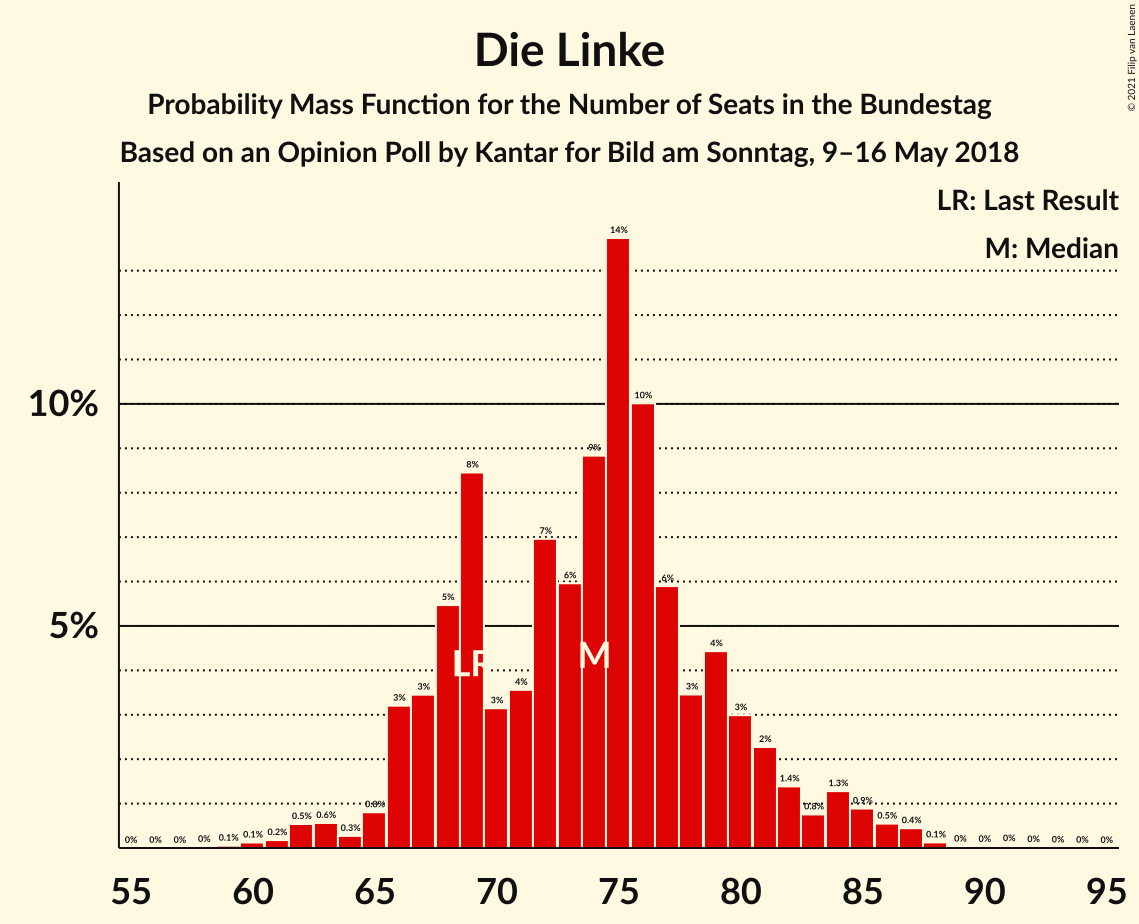 Die Linke
Probability Mass Function for the Number of Seats in the Bundestag
Based on an Opinion Poll by Kantar for Bild am Sonntag, 9–16 May 2018
© 2021 Filip van Laenen
LR: Last Result
M: Median
10%
5%
0% 0% 0% 0% 0.1% 0.1% 0.2% 0.5% 0.6% 0.3% 0.8% 3% 3% 5% 8% 3% 4% 7% 6% 9% 14% 10% 6% 3% 4% 3% 2% 1.4% 0.8% 1.3% 0.9% 0.5% 0.4% 0.1% 0% 0% 0% 0% 0% 0% 0%
LR M
55 60 65 70 75 80 85 90 95